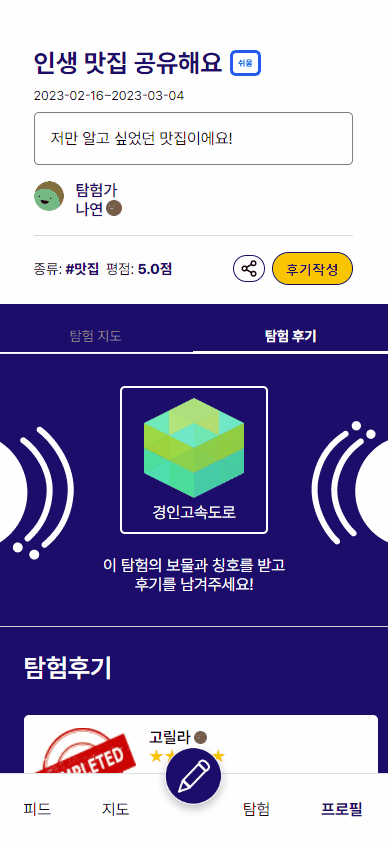 인생 맛집 공유해요 쉬움
2023-02-16~2023-03-04
저만 알고 싶었던 맛집이에요!
탐험가
나연
종류: #맛집 평점: 5.0점
후기작성
탐험 지도 탐험 후기
경인고속도로
이 탐험의 보물과 칭호를 받고
후기를 남겨주세요!
탐험후기
고릴라
피드 지도 탐험 프로필